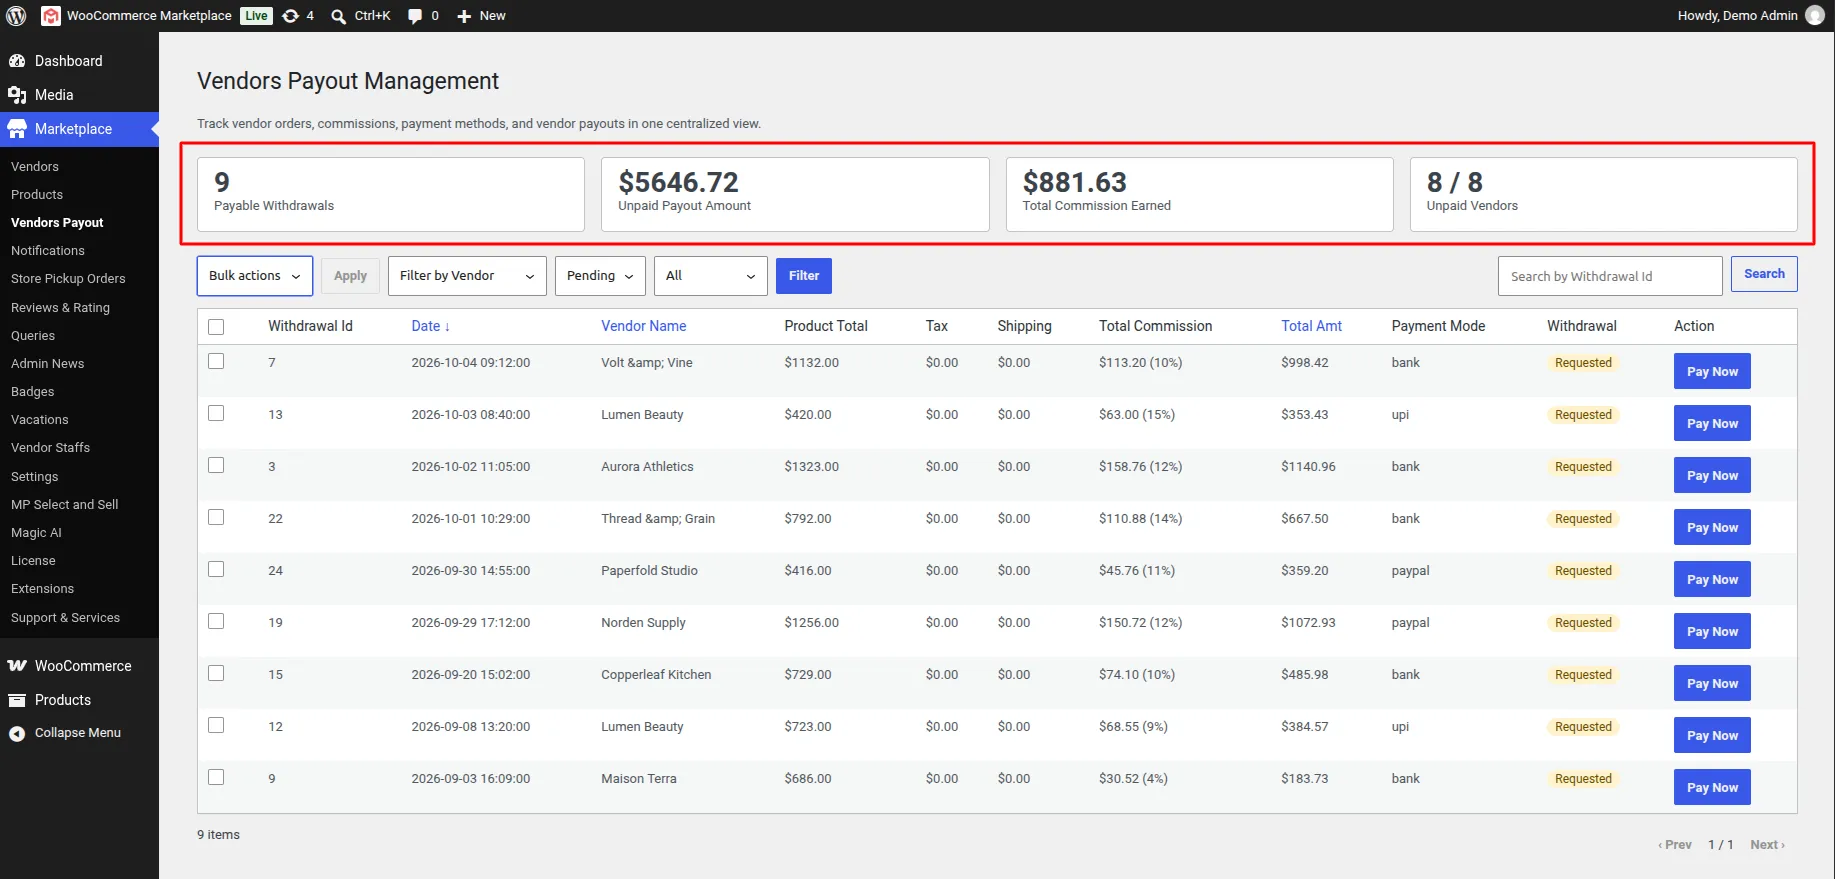 WooCommerce Marketplace Live 4 Ctrl+K 0 New Howdy, Demo Admin
Dashboard
Media
Marketplace
Vendors
Products
Vendors Payout
Notifications
Store Pickup Orders
Reviews & Rating
Queries
Admin News
Badges
Vacations
Vendor Staffs
Settings
MP Select and Sell
Magic AI
License
Extensions
Support & Services
WooCommerce
Products
Collapse Menu
Vendors Payout Management
Track vendor orders, commissions, payment methods, and vendor payouts in one centralized view.
9
Payable Withdrawals
$5646.72
Unpaid Payout Amount
$881.63
Total Commission Earned
8 / 8
Unpaid Vendors
Bulk actions Apply Filter by Vendor Pending All Filter Search by Withdrawal Id Search
Withdrawal Id Date ↓ Vendor Name Product Total Tax Shipping Total Commission Total Amt Payment Mode Withdrawal Action
7 2026-10-04 09:12:00 Volt &amp; Vine $1132.00 $0.00 $0.00 $113.20 (10%) $998.42 bank Requested Pay Now
13 2026-10-03 08:40:00 Lumen Beauty $420.00 $0.00 $0.00 $63.00 (15%) $353.43 upi Requested Pay Now
3 2026-10-02 11:05:00 Aurora Athletics $1323.00 $0.00 $0.00 $158.76 (12%) $1140.96 bank Requested Pay Now
22 2026-10-01 10:29:00 Thread &amp; Grain $792.00 $0.00 $0.00 $110.88 (14%) $667.50 bank Requested Pay Now
24 2026-09-30 14:55:00 Paperfold Studio $416.00 $0.00 $0.00 $45.76 (11%) $359.20 paypal Requested Pay Now
19 2026-09-29 17:12:00 Norden Supply $1256.00 $0.00 $0.00 $150.72 (12%) $1072.93 paypal Requested Pay Now
15 2026-09-20 15:02:00 Copperleaf Kitchen $729.00 $0.00 $0.00 $74.10 (10%) $485.98 bank Requested Pay Now
12 2026-09-08 13:20:00 Lumen Beauty $723.00 $0.00 $0.00 $68.55 (9%) $384.57 upi Requested Pay Now
9 2026-09-03 16:09:00 Maison Terra $686.00 $0.00 $0.00 $30.52 (4%) $183.73 bank Requested Pay Now
9 items
‹ Prev 1 / 1 Next ›